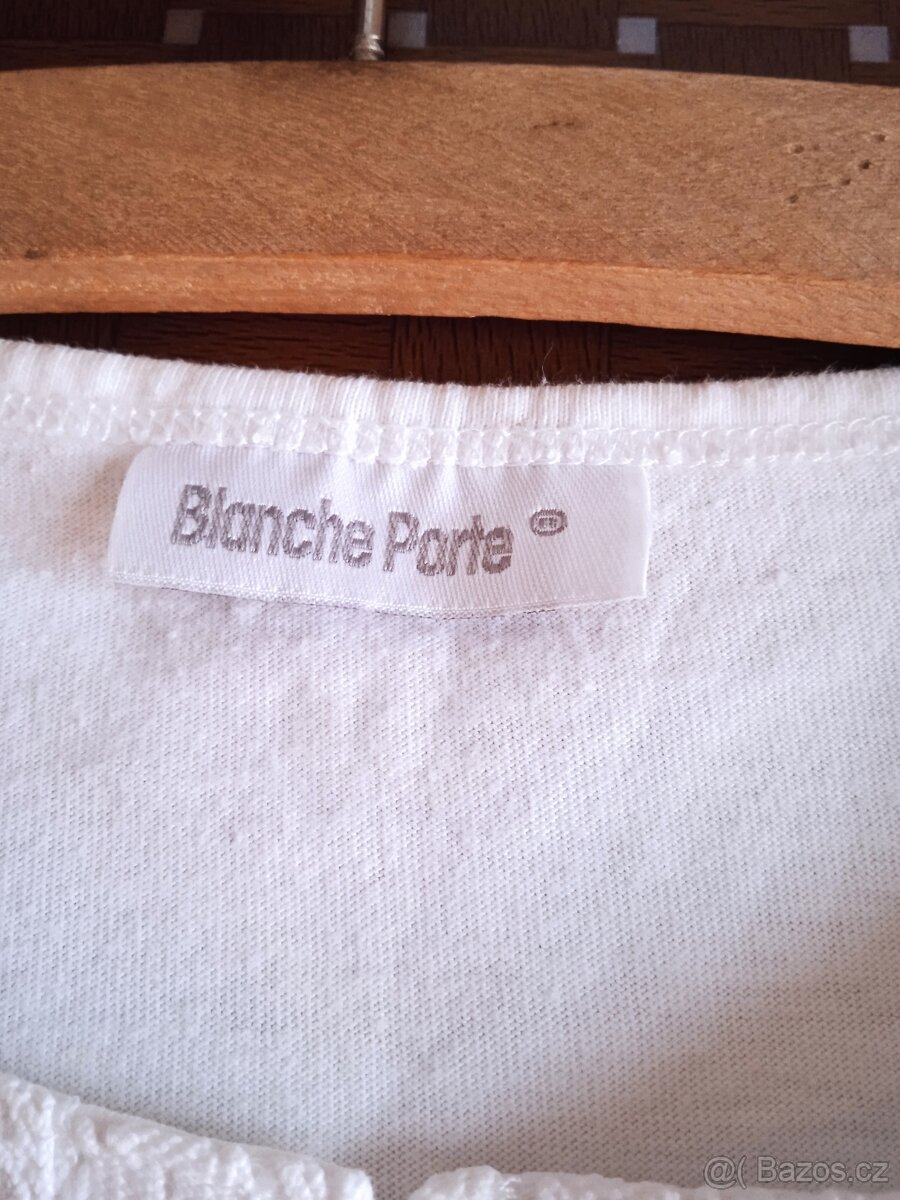 Blanche Porte ®
@( Bazos.cz